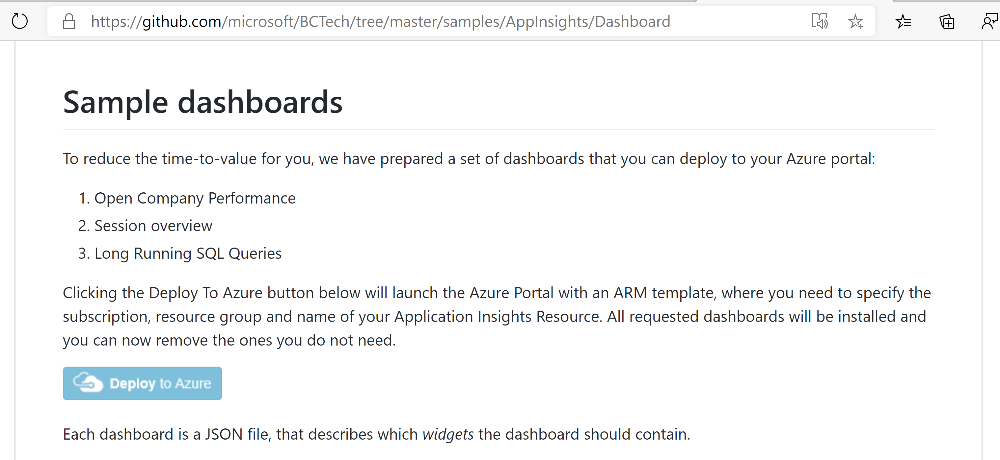 https://github.com/microsoft/BCTech/tree/master/samples/AppInsights/Dashboard
Sample dashboards
To reduce the time-to-value for you, we have prepared a set of dashboards that you can deploy to your Azure portal:
1. Open Company Performance
2. Session overview
3. Long Running SQL Queries
Clicking the Deploy To Azure button below will launch the Azure Portal with an ARM template, where you need to specify the
subscription, resource group and name of your Application Insights Resource. All requested dashboards will be installed and
you can now remove the ones you do not need.
Deploy to Azure
Each dashboard is a JSON file, that describes which widgets the dashboard should contain.